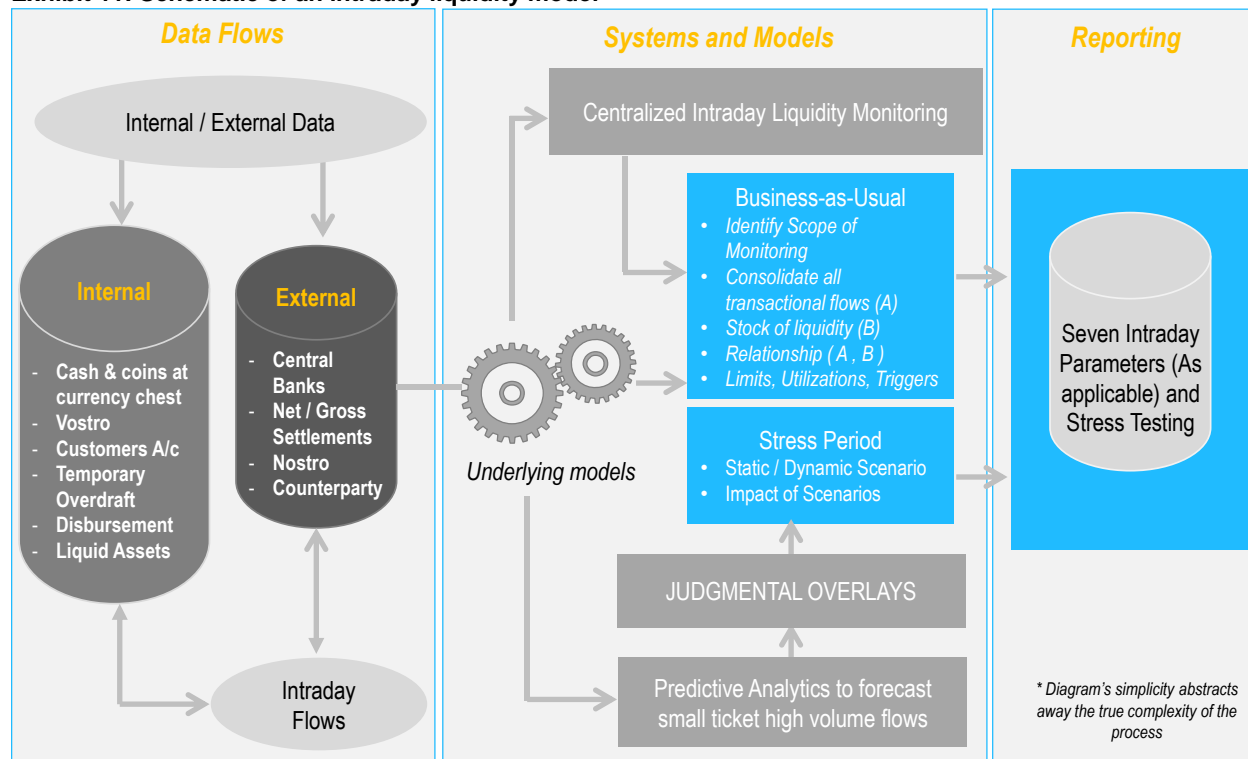 Data Flows
Internal / External Data
Internal
- Cash & coins at
currency chest
- Vostro
- Customers A/c
- Temporary
Overdraft
- Disbursement
- Liquid Assets
External
- Central
Banks
- Net / Gross
Settlements
- Nostro
- Counterparty
Intraday
Flows
Systems and Models
Centralized Intraday Liquidity Monitoring
Underlying models
Business-as-Usual
• Identify Scope of
Monitoring
• Consolidate all
transactional flows (A)
• Stock of liquidity (B)
• Relationship ( A , B )
• Limits, Utilizations, Triggers
Stress Period
• Static / Dynamic Scenario
• Impact of Scenarios
JUDGMENTAL OVERLAYS
Predictive Analytics to forecast
small ticket high volume flows
Reporting
Seven Intraday
Parameters (As
applicable) and
Stress Testing
* Diagram's simplicity abstracts
away the true complexity of the
process